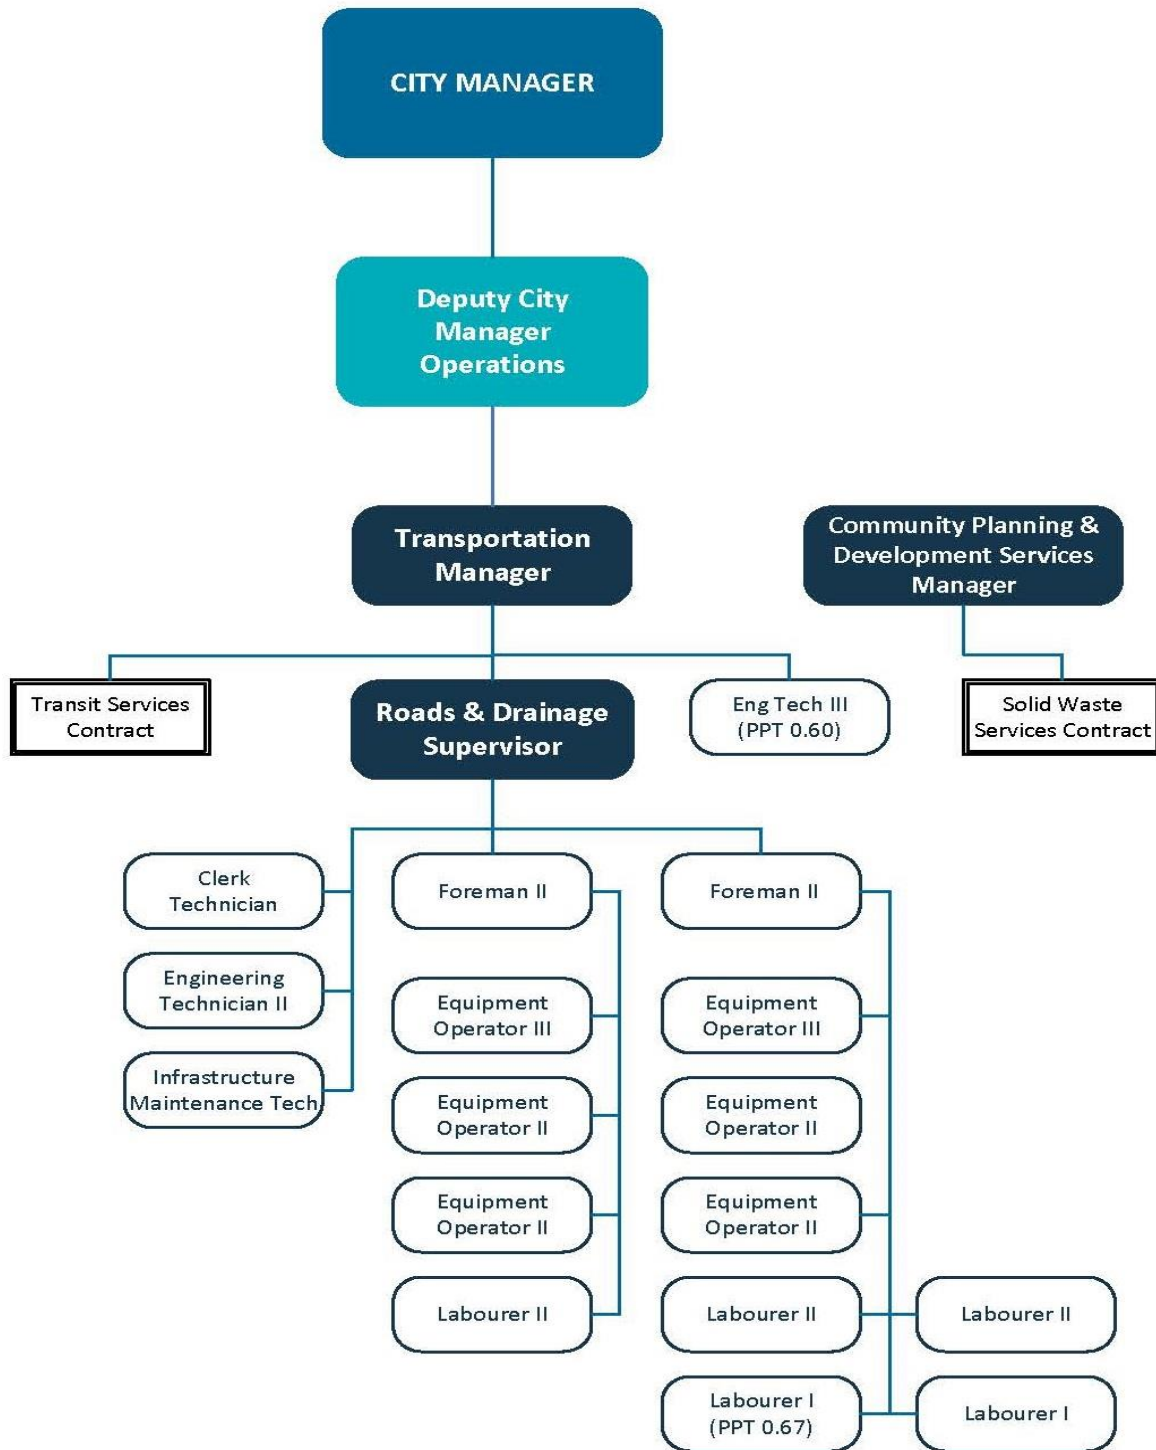 CITY MANAGER
Deputy City
Manager
Operations
Transportation
Manager
Community Planning &
Development Services
Manager
Transit Services
Contract
Roads & Drainage
Supervisor
Eng Tech III
(PPT 0.60)
Solid Waste
Services Contract
Clerk
Technician
Foreman II
Foreman II
Engineering
Technician II
Equipment
Operator III
Equipment
Operator III
Infrastructure
Maintenance Tech
Equipment
Operator II
Equipment
Operator II
Equipment
Operator II
Equipment
Operator II
Labourer II
Labourer II
Labourer II
Labourer I
(PPT 0.67)
Labourer I